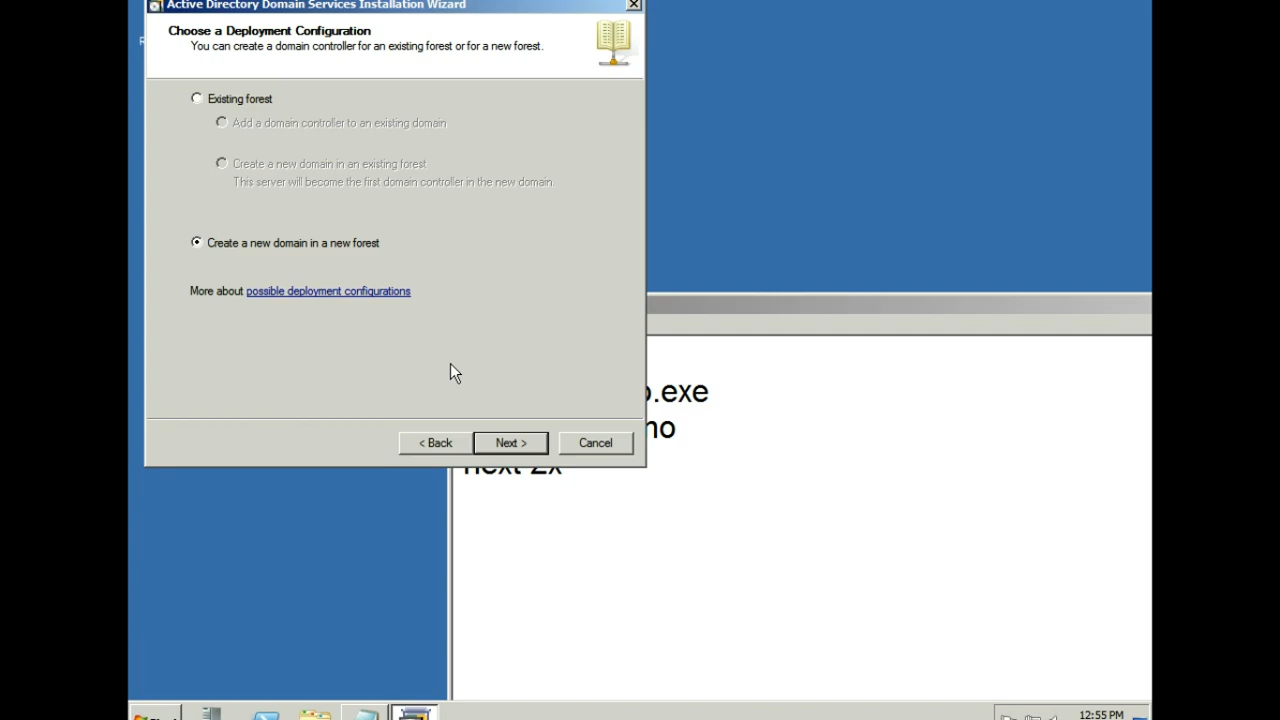 Active Directory Domain Services Installation Wizard
Choose a Deployment Configuration
You can create a domain controller for an existing forest or for a new forest.
Existing forest
Add a domain controller to an existing domain
Create a new domain in an existing forest
This server will become the first domain controller in the new domain.
Create a new domain in a new forest
More about possible deployment configurations
< Back
Next >
Cancel
.exe
next 2x
12:55 PM